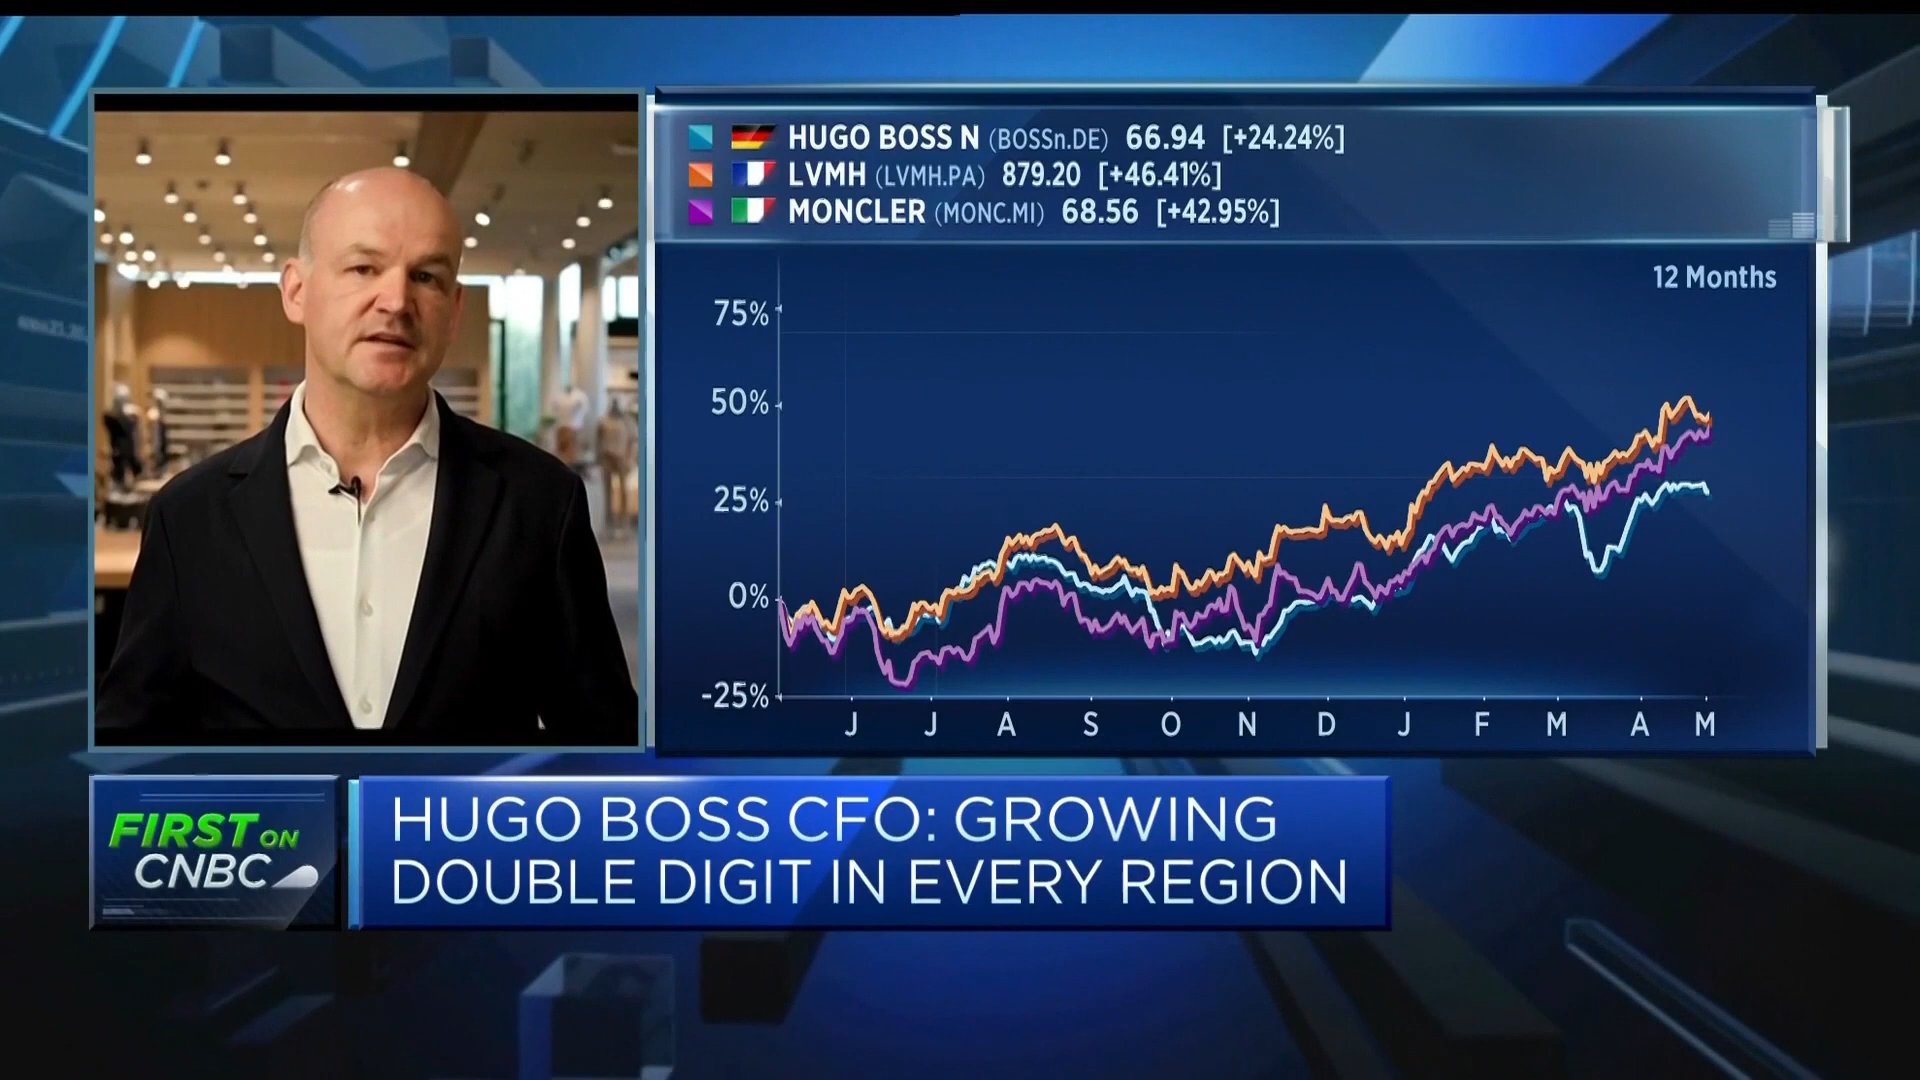 HUGO BOSS N (BOSSn.DE) 66.94 [+24.24%]
LVMH (LVMH.PA) 879.20 [+46.41%]
MONCLER (MONC.MI) 68.56 [+42.95%]
12 Months
75%
50%
25%
0%
-25%
J J A S O N D J F M A M
FIRST ON
CNBC
HUGO BOSS CFO: GROWING
DOUBLE DIGIT IN EVERY REGION